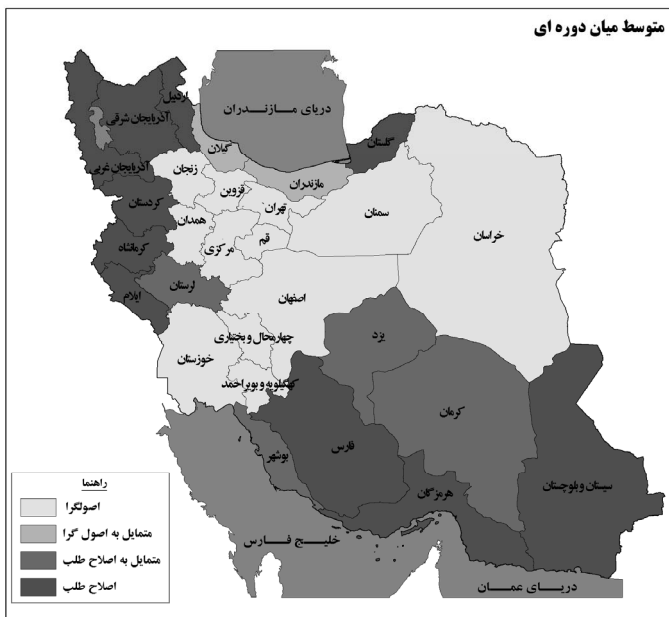 متوسط میان دوره ای
دریای مازندران
اردبیل
آذربایجان شرقی
گلستان
گیلان
آذربایجان غربی
زنجان
مازندران
قزوین
کردستان
تهران
سمنان
همدان
خراسان
قم
مرکزی
کرمانشاه
لرستان
ایلام
اصفهان
یزد
چهارمحال و بختیاری
خوزستان
کهگیلویه و بویراحمد
کرمان
فارس
بوشهر
سیستان و بلوچستان
هرمزگان
خلیج فارس
دریای عمان
راهنما
اصولگرا
متمایل به اصول گرا
متمایل به اصلاح طلب
اصلاح طلب